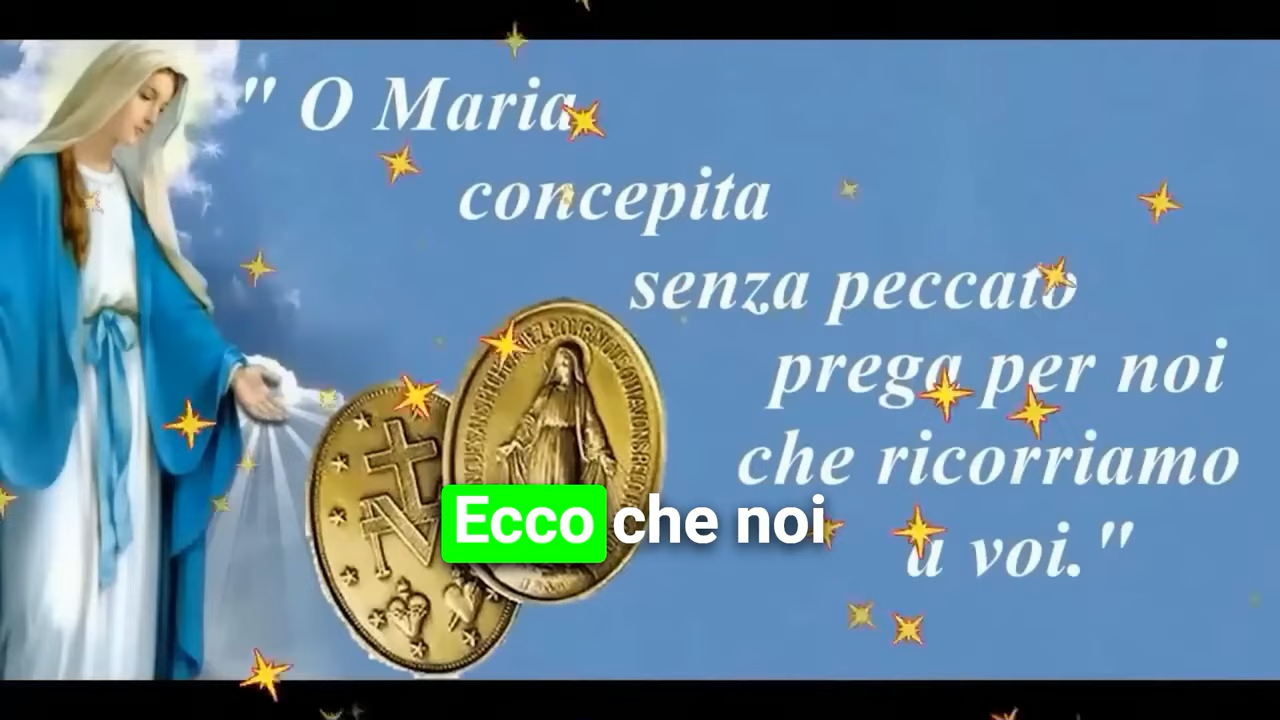 " O Maria
concepita
senza peccato
prega per noi
che ricorriamo
a voi."
Ecco che noi